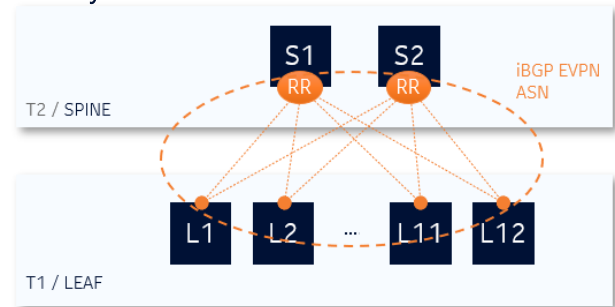 S1
S2
RR
RR
iBGP EVPN
ASN
T2 / SPINE
L1
L2
....
L11
L12
T1 / LEAF